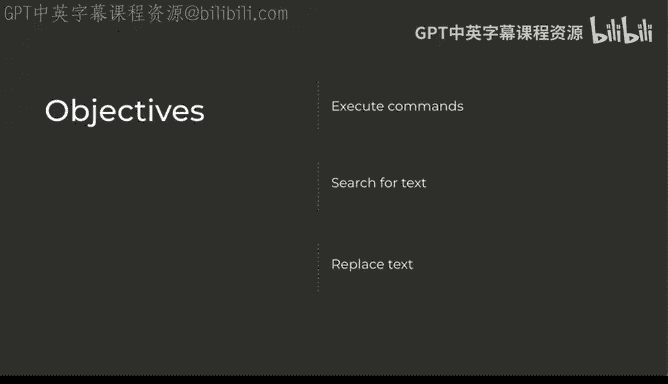 GPT中英字幕课程资源@bilibili.com
GPT中英字幕课程资源 bilibili
Objectives
Execute commands
Search for text
Replace text